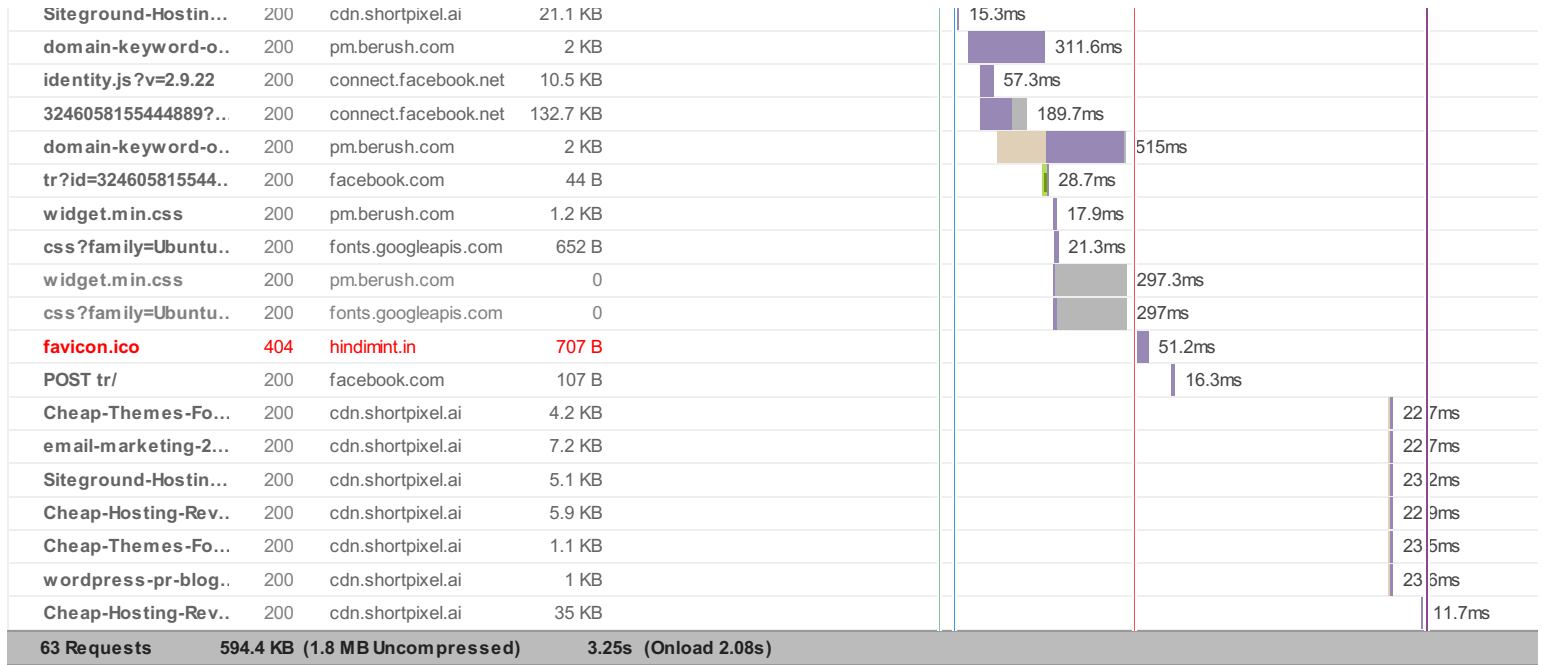 Siteground-Hostin... 200 cdn.shortpixel.ai 21.1 KB 15.3ms
domain-keyword-o.. 200 pm.berush.com 2 KB 311.6ms
identity.js?v=2.9.22 200 connect.facebook.net 10.5 KB 57.3ms
3246058155444889?.. 200 connect.facebook.net 132.7 KB 189.7ms
domain-keyword-o.. 200 pm.berush.com 2 KB 515ms
tr?id=324605815544.. 200 facebook.com 44 B 28.7ms
widget.min.css 200 pm.berush.com 1.2 KB 17.9ms
css?family=Ubuntu.. 200 fonts.googleapis.com 652 B 21.3ms
widget.min.css 200 pm.berush.com 0 297.3ms
css?family=Ubuntu.. 200 fonts.googleapis.com 0 297ms
favicon.ico 404 hindimint.in 707 B 51.2ms
POST tr/ 200 facebook.com 107 B 16.3ms
Cheap-Themes-Fo... 200 cdn.shortpixel.ai 4.2 KB 22.7ms
email-marketing-2... 200 cdn.shortpixel.ai 7.2 KB 22.7ms
Siteground-Hostin... 200 cdn.shortpixel.ai 5.1 KB 23.2ms
Cheap-Hosting-Rev.. 200 cdn.shortpixel.ai 5.9 KB 22.9ms
Cheap-Themes-Fo... 200 cdn.shortpixel.ai 1.1 KB 23.5ms
wordpress-pr-blog.. 200 cdn.shortpixel.ai 1 KB 23.6ms
Cheap-Hosting-Rev.. 200 cdn.shortpixel.ai 35 KB 11.7ms
63 Requests 594.4 KB (1.8 MB Uncompressed) 3.25s (Onload 2.08s)